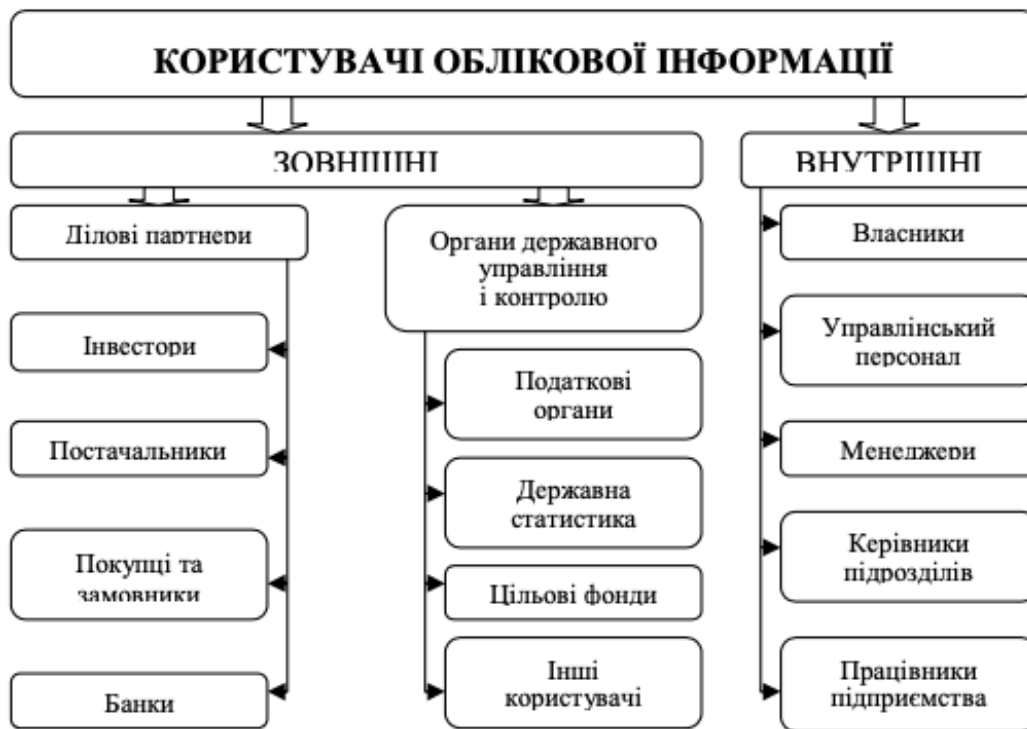 КОРИСТУВАЧІ ОБЛІКОВОЇ ІНФОРМАЦІЇ
ЗОВНІШНІ
Ділові партнери
Інвестори
Постачальники
Покупці та
замовники
Банки
Органи державного
управління
і контролю
Податкові
органи
Державна
статистика
Цільові фонди
Інші
користувачі
ВНУТРІШНІ
Власники
Управлінський
персонал
Менеджери
Керівники
підрозділів
Працівники
підприємства